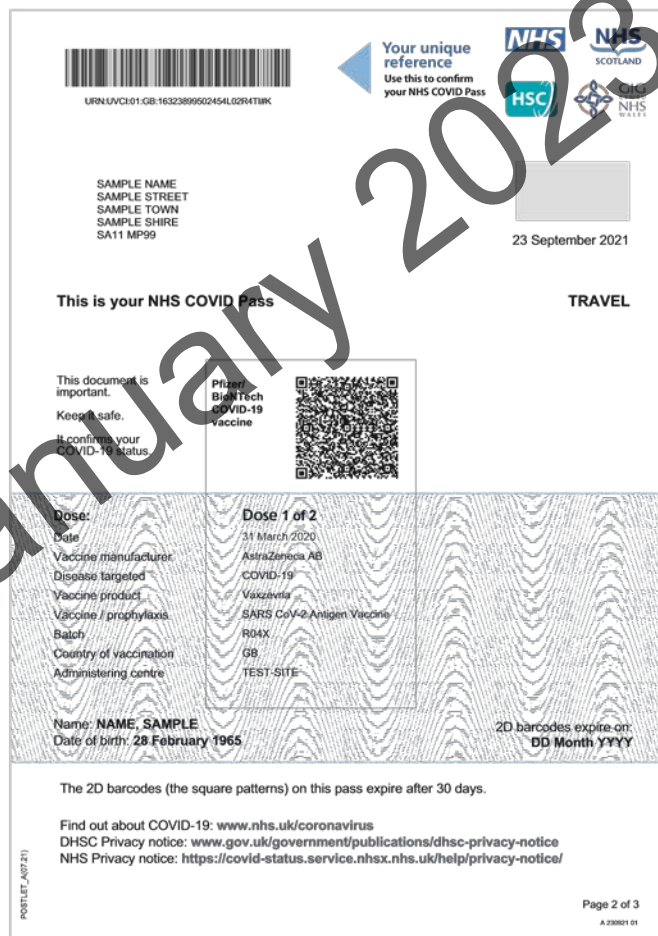 Your unique
reference
Use this to confirm
your NHS COVID Pass
NHS
NHS
SCOTLAND
HSC
GIG
NHS
WALES
SAMPLE NAME
SAMPLE STREET
SAMPLE TOWN
SAMPLE SHIRE
SA11 MP99
23 September 2021
This is your NHS COVID Pass
TRAVEL
This document is
important.
Keep it safe.
It confirms your
COVID-19 status.
Pfizer/
BioNTech
COVID-19
vaccine
Dose: Dose 1 of 2
Date 31 March 2020
Vaccine manufacturer AstraZeneca AB
Disease targeted COVID-19
Vaccine product Vaxzevria
Vaccine / prophylaxis SARS CoV-2 Antigen Vaccine
Batch R04X
Country of vaccination GB
Administering centre TEST-SITE
Name: NAME, SAMPLE
Date of birth: 28 February 1965
2D barcodes expire on:
DD Month YYYY
The 2D barcodes (the square patterns) on this pass expire after 30 days.
Find out about COVID-19: www.nhs.uk/coronavirus
DHSC Privacy notice: www.gov.uk/government/publications/dhsc-privacy-notice
NHS Privacy notice: https://covid-status.service.nhsx.nhs.uk/help/privacy-notice/
POSTLET_A(07.21)
Page 2 of 3
A 230921 01
2023